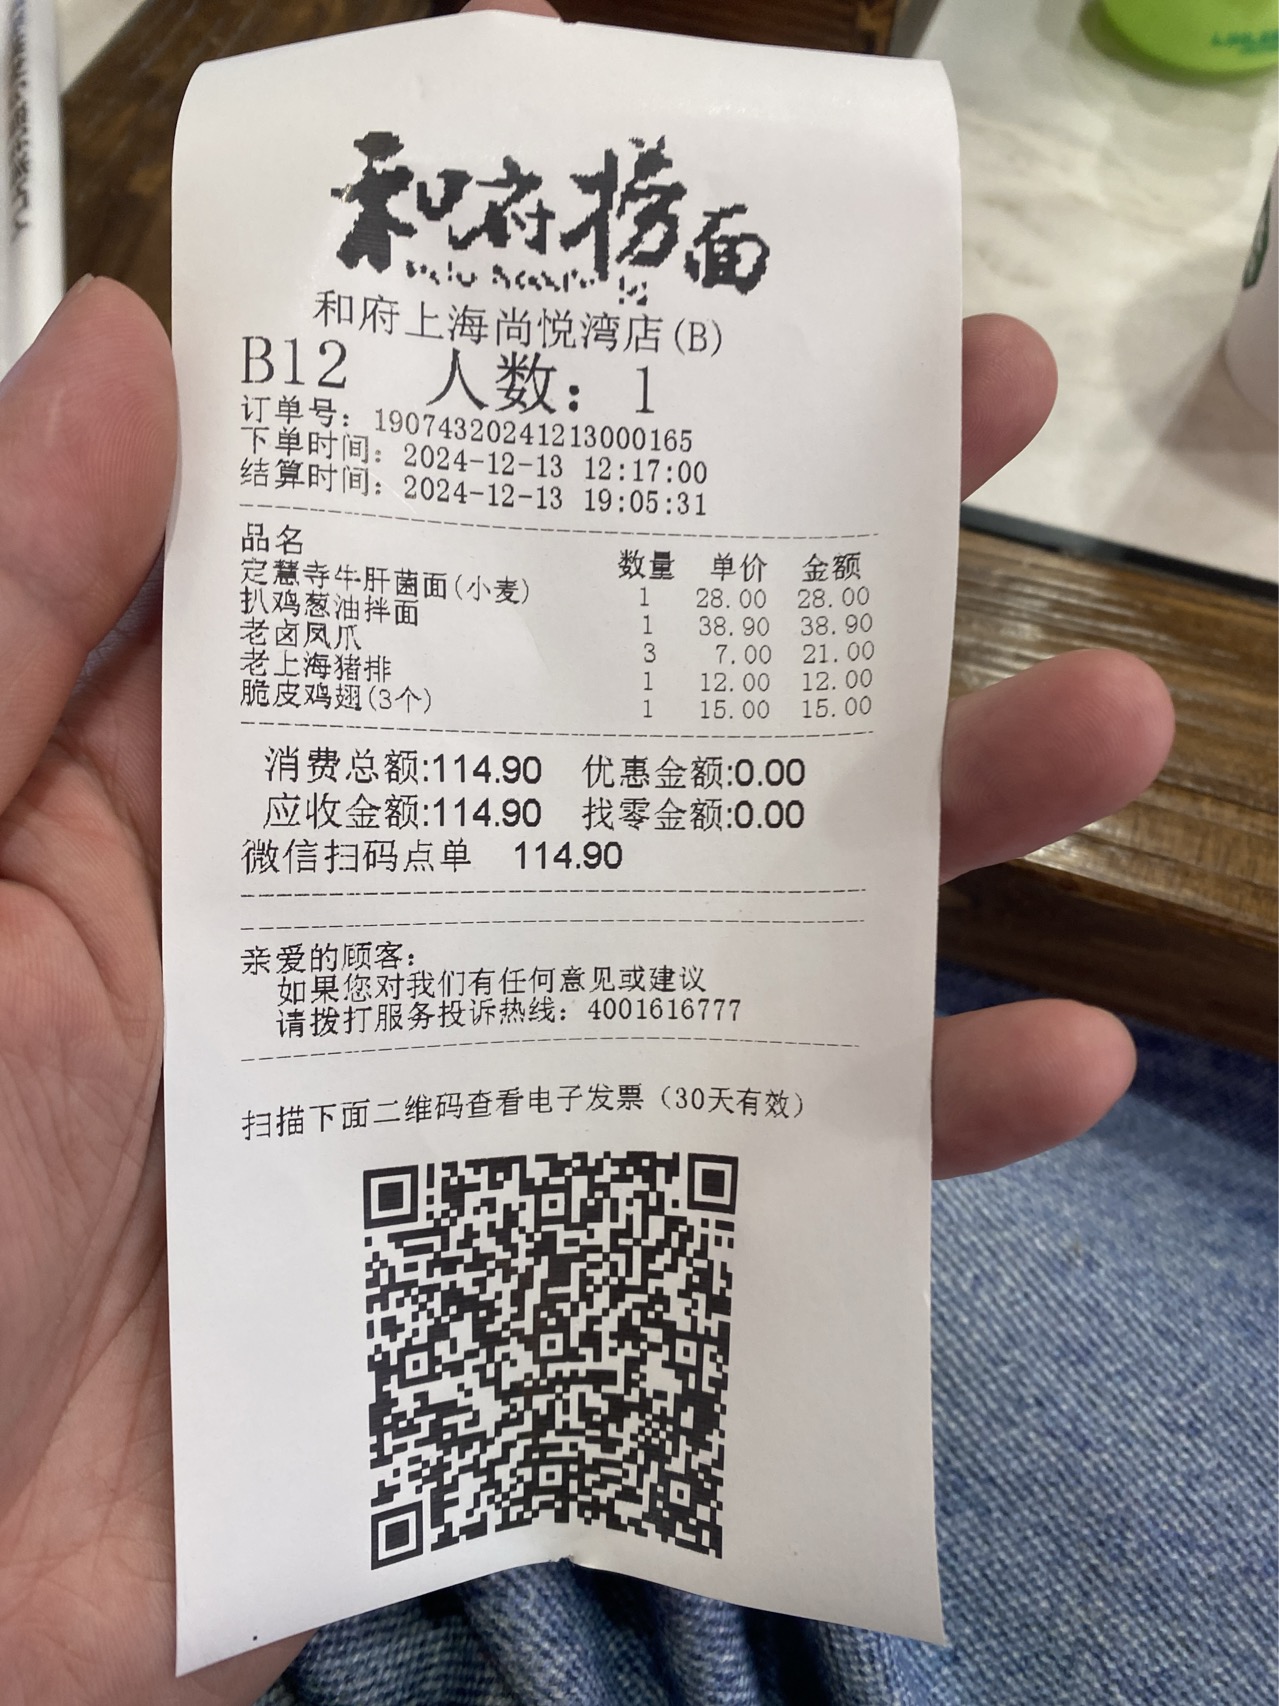 和府捞面
和府上海尚悦湾店(B)
B12 人数：1
订单号：19074320241213000165
下单时间：2024-12-13 12:17:00
结算时间：2024-12-13 19:05:31
品名 数量 单价 金额
定慧寺牛肝菌面(小麦) 1 28.00 28.00
扒鸡葱油拌面 1 38.90 38.90
老卤凤爪 3 7.00 21.00
老上海猪排 1 12.00 12.00
脆皮鸡翅(3个) 1 15.00 15.00
消费总额:114.90 优惠金额:0.00
应收金额:114.90 找零金额:0.00
微信扫码点单 114.90
亲爱的顾客：
如果您对我们有任何意见或建议
请拨打服务投诉热线：4001616777
扫描下面二维码查看电子发票（30天有效）